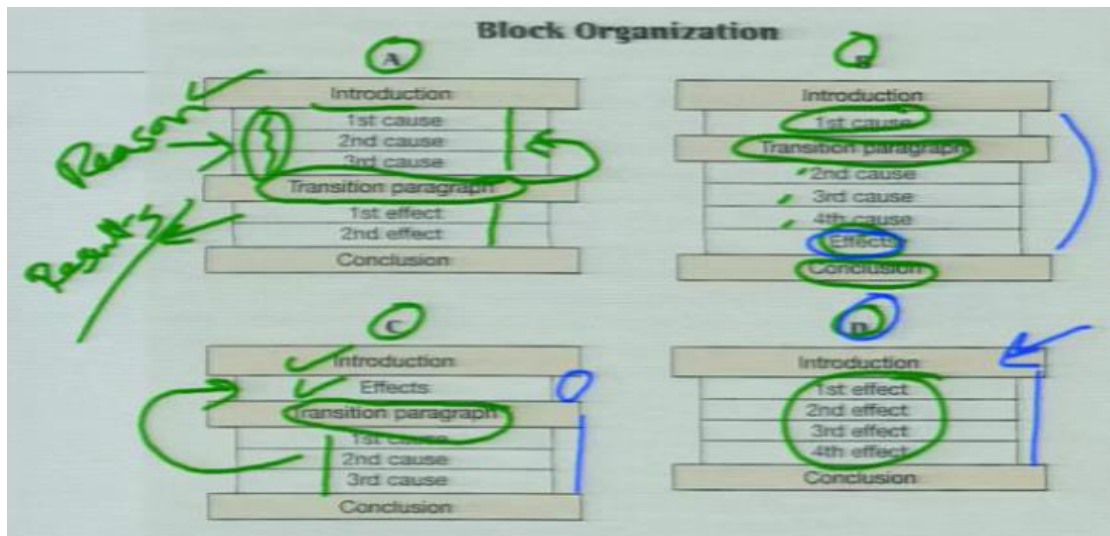 Block Organization
A
Introduction
1st cause
2nd cause
3rd cause
Transition paragraph
1st effect
2nd effect
Conclusion
Reason
Results
B
Introduction
1st cause
Transition paragraph
2nd cause
3rd cause
4th cause
Effects
Conclusion
C
Introduction
Effects
Transition paragraph
1st cause
2nd cause
3rd cause
Conclusion
D
Introduction
1st effect
2nd effect
3rd effect
4th effect
Conclusion